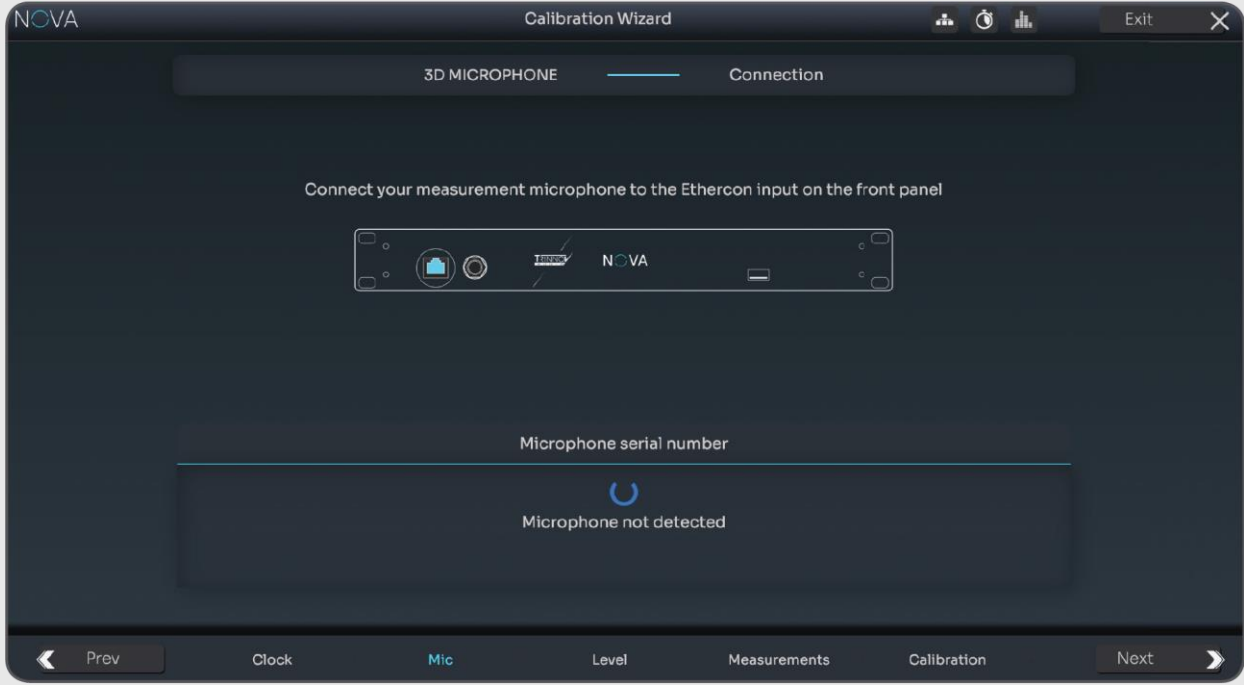 NOVA
Calibration Wizard
Exit
3D MICROPHONE
Connection
Connect your measurement microphone to the Ethercon input on the front panel
NOVA
Microphone serial number
Microphone not detected
Prev
Clock
Mic
Level
Measurements
Calibration
Next